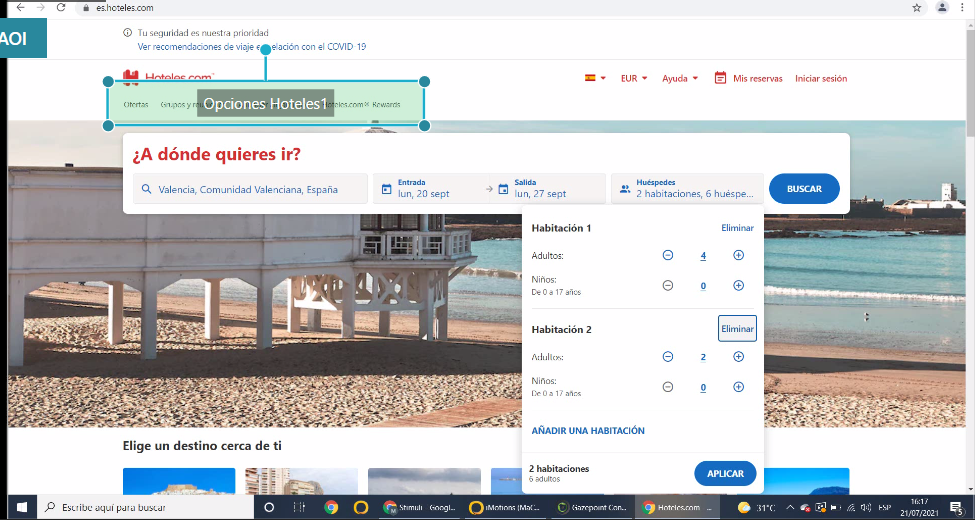 es.hoteles.com
AOI
Tu seguridad es nuestra prioridad
Ver recomendaciones de viaje en relación con el COVID-19
Hoteles.com
EUR
Ayuda
Mis reservas
Iniciar sesión
Ofertas
Grupos y
Opciones Hoteles1
Hoteles.com® Rewards
¿A dónde quieres ir?
Valencia, Comunidad Valenciana, España
Entrada
lun, 20 sept
Salida
lun, 27 sept
Huéspedes
2 habitaciones, 6 huéspe...
BUSCAR
Habitación 1
Eliminar
Adultos:
4
Niños:
0
De 0 a 17 años
Habitación 2
Eliminar
Adultos:
2
Niños:
0
De 0 a 17 años
AÑADIR UNA HABITACIÓN
2 habitaciones
6 adultos
APLICAR
Elige un destino cerca de ti
Escribe aquí para buscar
Stimuli - Googl...
iMotions (MaC...
Gazepoint Con...
Hoteles.com ...
31°C
ESP
16:17
21/07/2021
5